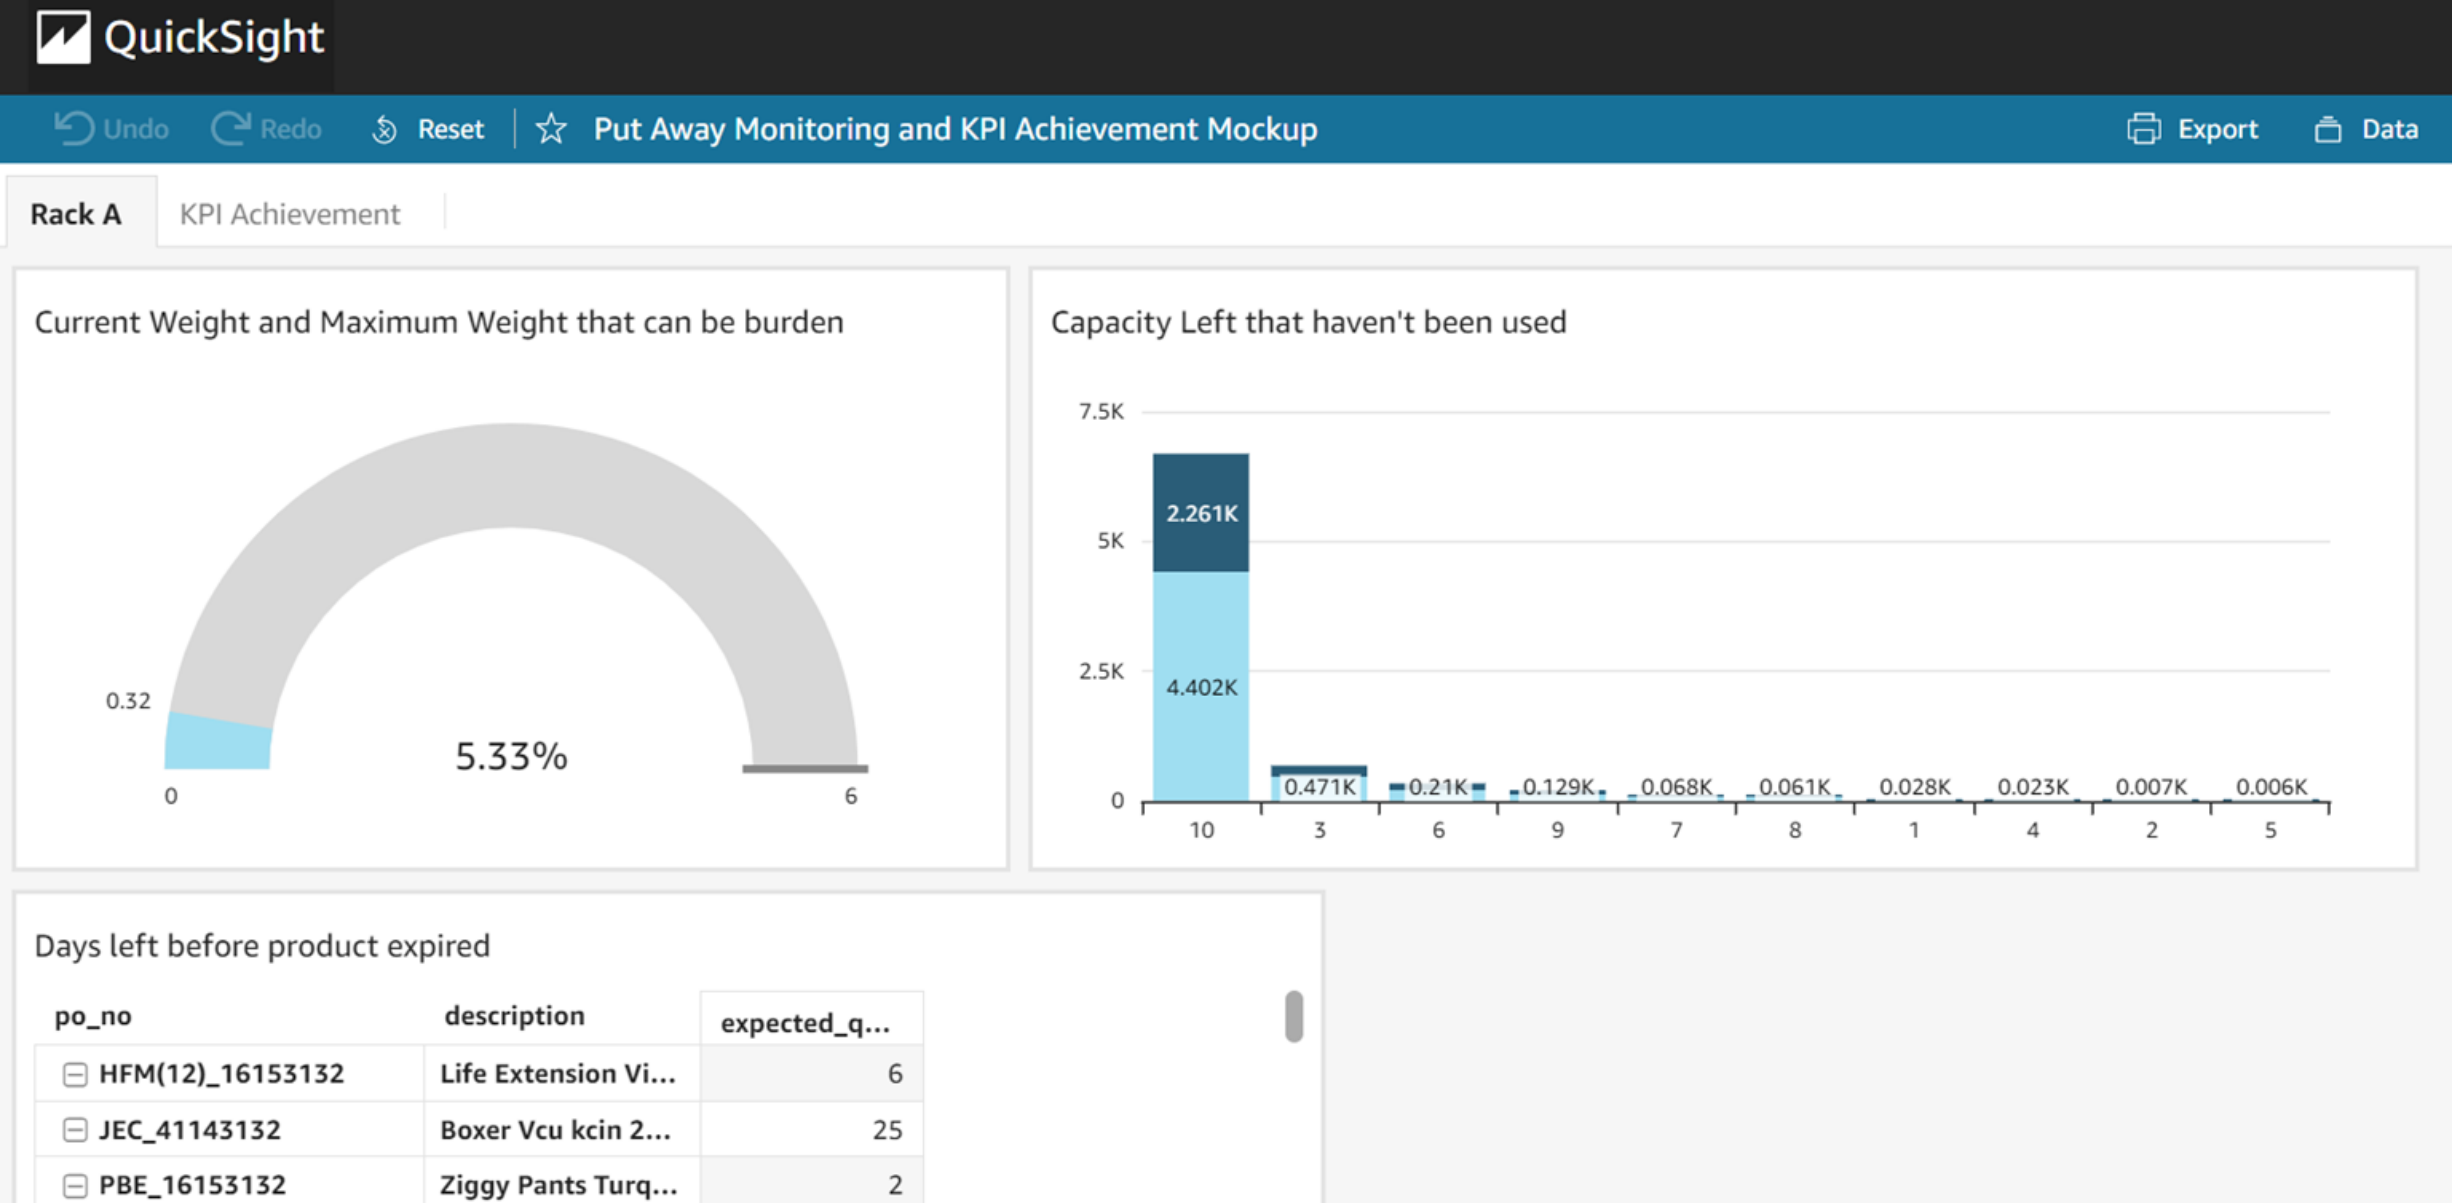 QuickSight
Undo Redo Reset Put Away Monitoring and KPI Achievement Mockup Export Data
Rack A KPI Achievement
Current Weight and Maximum Weight that can be burden
0.32
5.33%
0 6
Capacity Left that haven't been used
7.5K
5K
2.5K
0
2.261K
4.402K
0.471K 0.21K 0.129K 0.068K 0.061K 0.028K 0.023K 0.007K 0.006K
10 3 6 9 7 8 1 4 2 5
Days left before product expired
po_no description expected_q...
HFM(12)_16153132 Life Extension Vi... 6
JEC_41143132 Boxer Vcu kcin 2... 25
PBE_16153132 Ziggy Pants Turq... 2